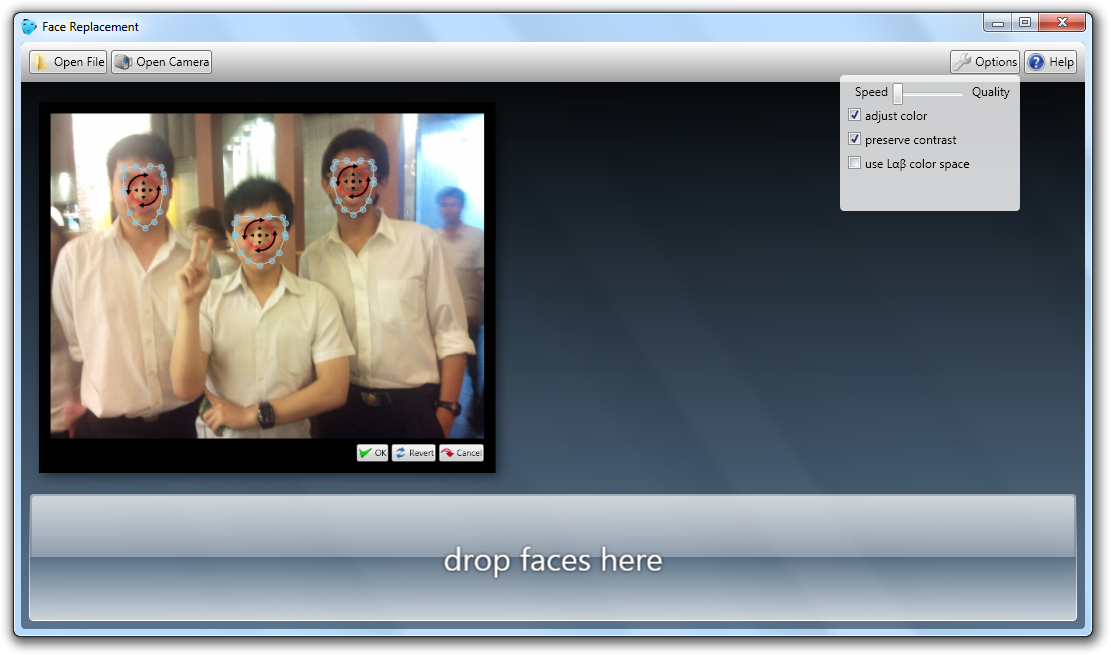 Face Replacement
Open File Open Camera Options Help
Speed Quality
adjust color
preserve contrast
use Lαβ color space
OK Revert Cancel
drop faces here